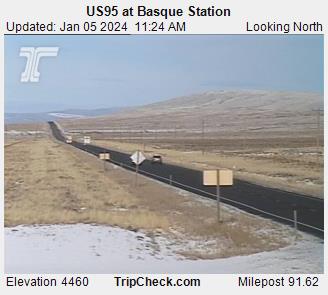 US95 at Basque Station
Updated: Jan 05 2024 11:24 AM Looking North
Elevation 4460 TripCheck.com Milepost 91.62